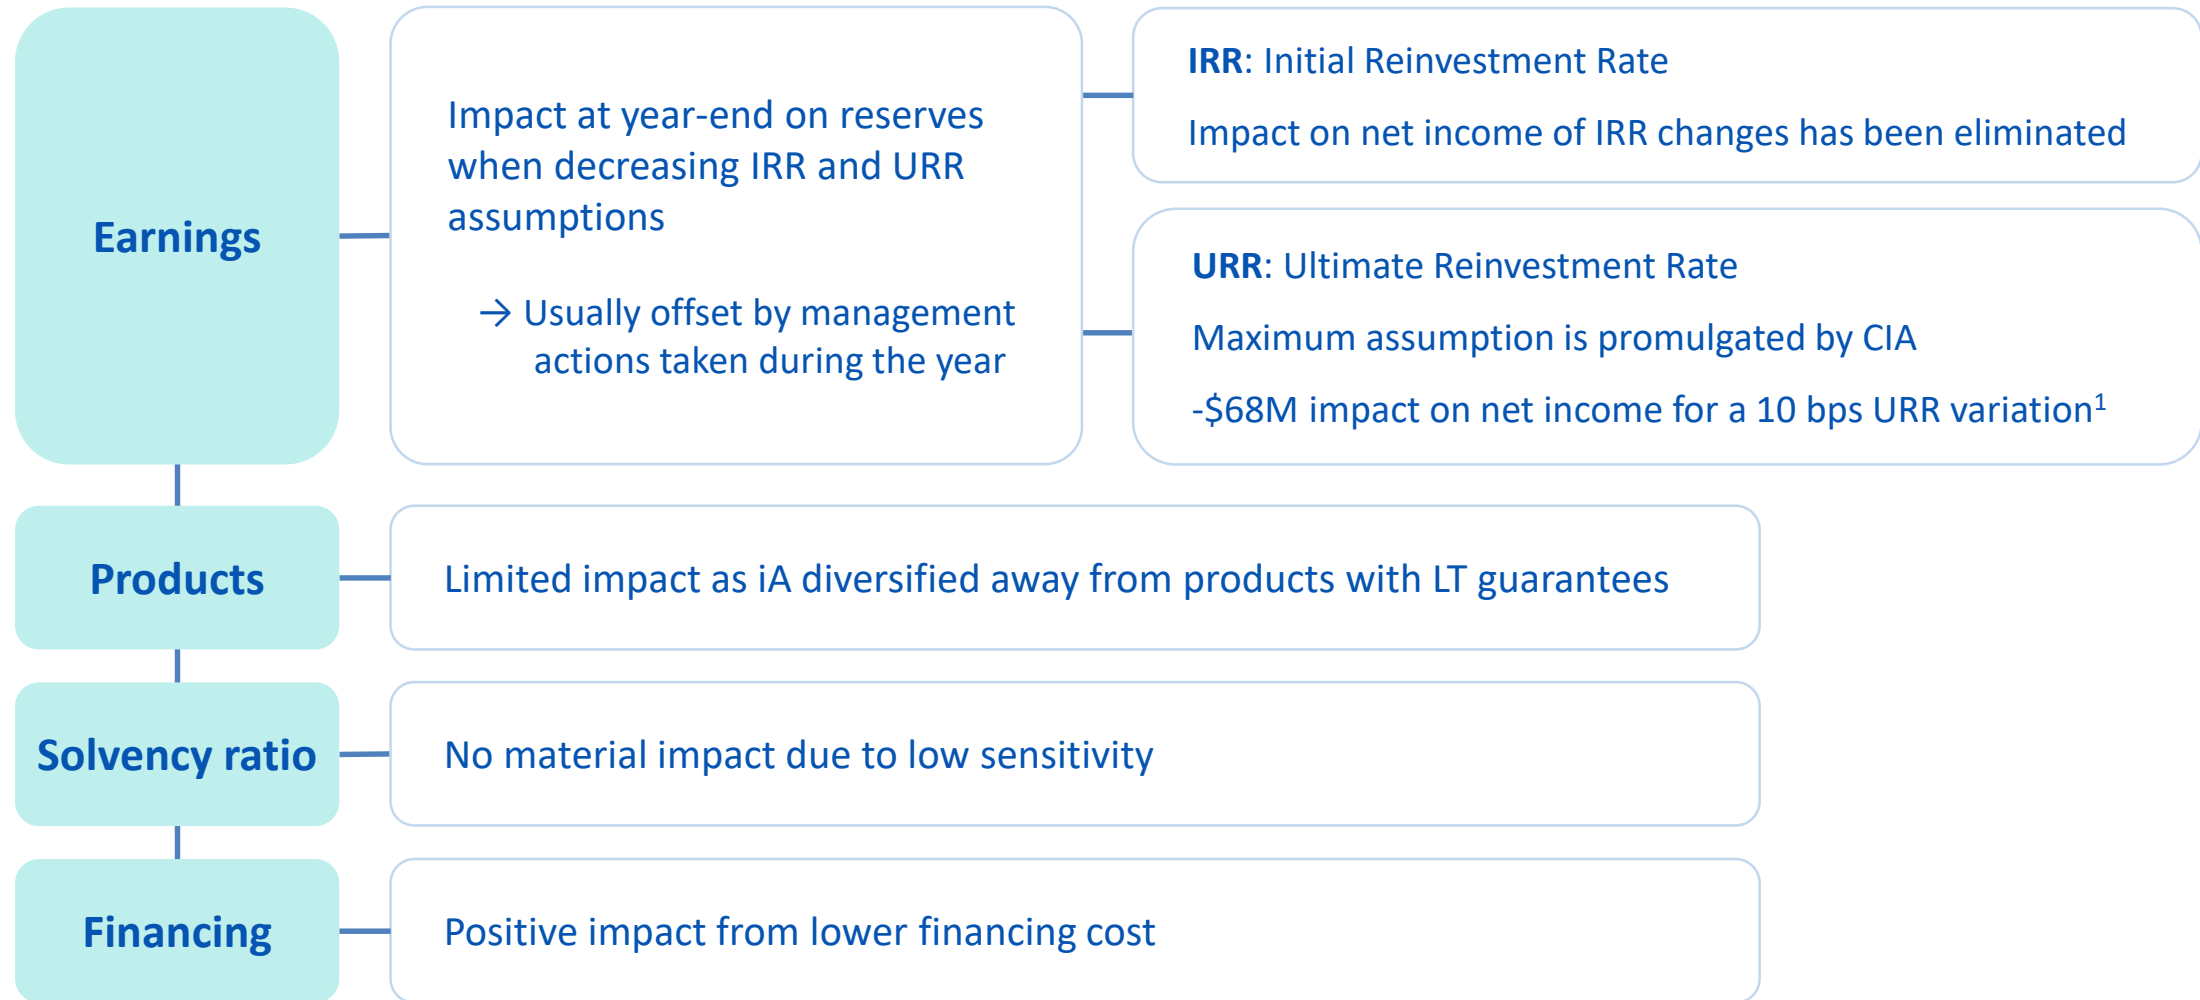 Earnings
Impact at year-end on reserves
when decreasing IRR and URR
assumptions
→ Usually offset by management
actions taken during the year
IRR: Initial Reinvestment Rate
Impact on net income of IRR changes has been eliminated
URR: Ultimate Reinvestment Rate
Maximum assumption is promulgated by CIA
-$68M impact on net income for a 10 bps URR variation¹
Products
Limited impact as iA diversified away from products with LT guarantees
Solvency ratio
No material impact due to low sensitivity
Financing
Positive impact from lower financing cost